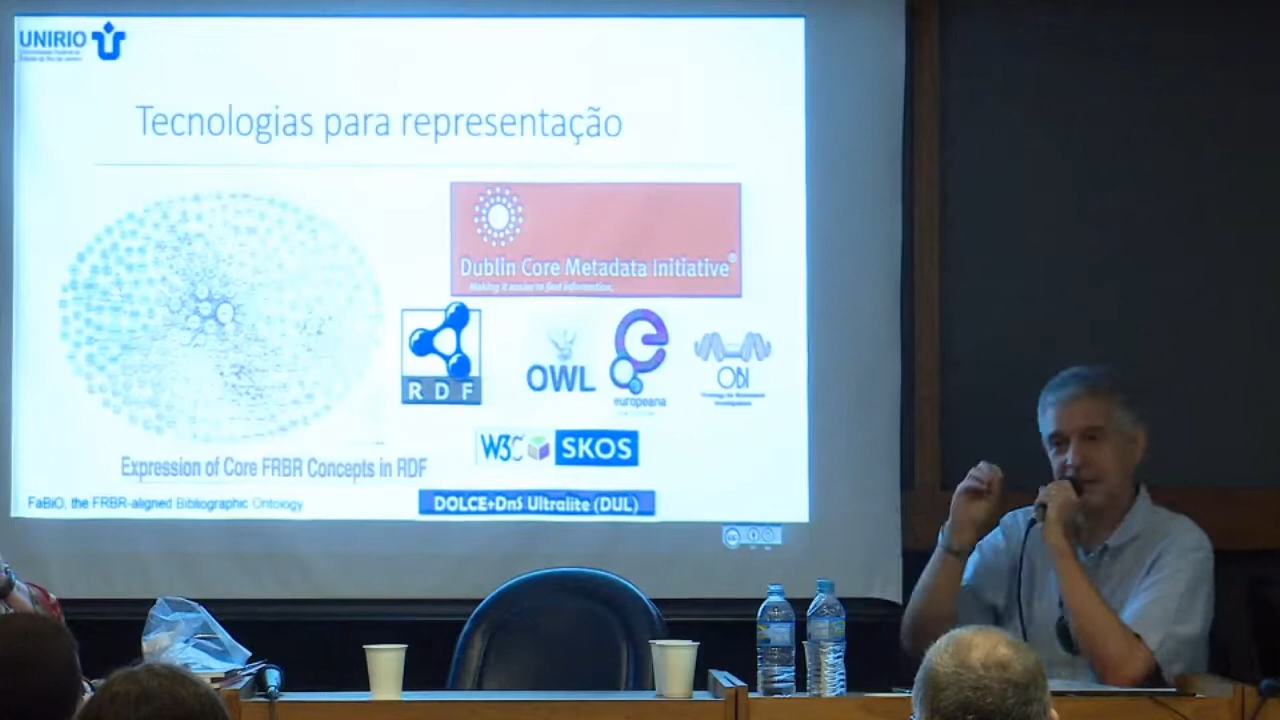 UNIRIO
Tecnologias para representação
Dublin Core Metadata Initiative®
Making it easier to find information.
RDF
OWL
europeana
OBI
W3C SKOS
Expression of Core FRBR Concepts in RDF
FaBiO, the FRBR-aligned Bibliographic Ontology
DOLCE+DnS Ultralite (DUL)
cc